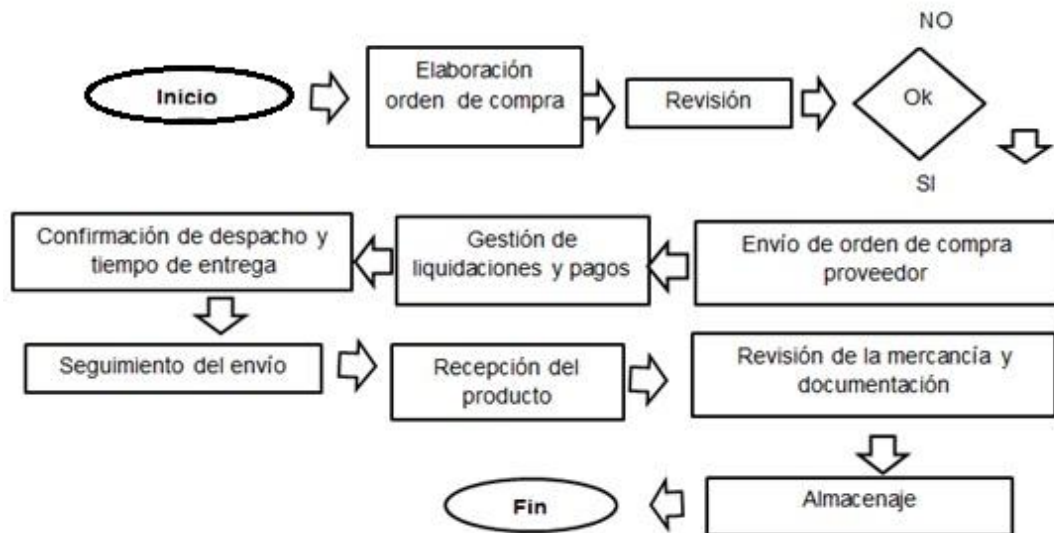 NO
Inicio
Elaboración
orden de compra
Revisión
Ok
SI
Confirmación de despacho y
tiempo de entrega
Gestión de
liquidaciones y pagos
Envío de orden de compra
proveedor
Seguimiento del envío
Recepción del
producto
Revisión de la mercancía y
documentación
Fin
Almacenaje